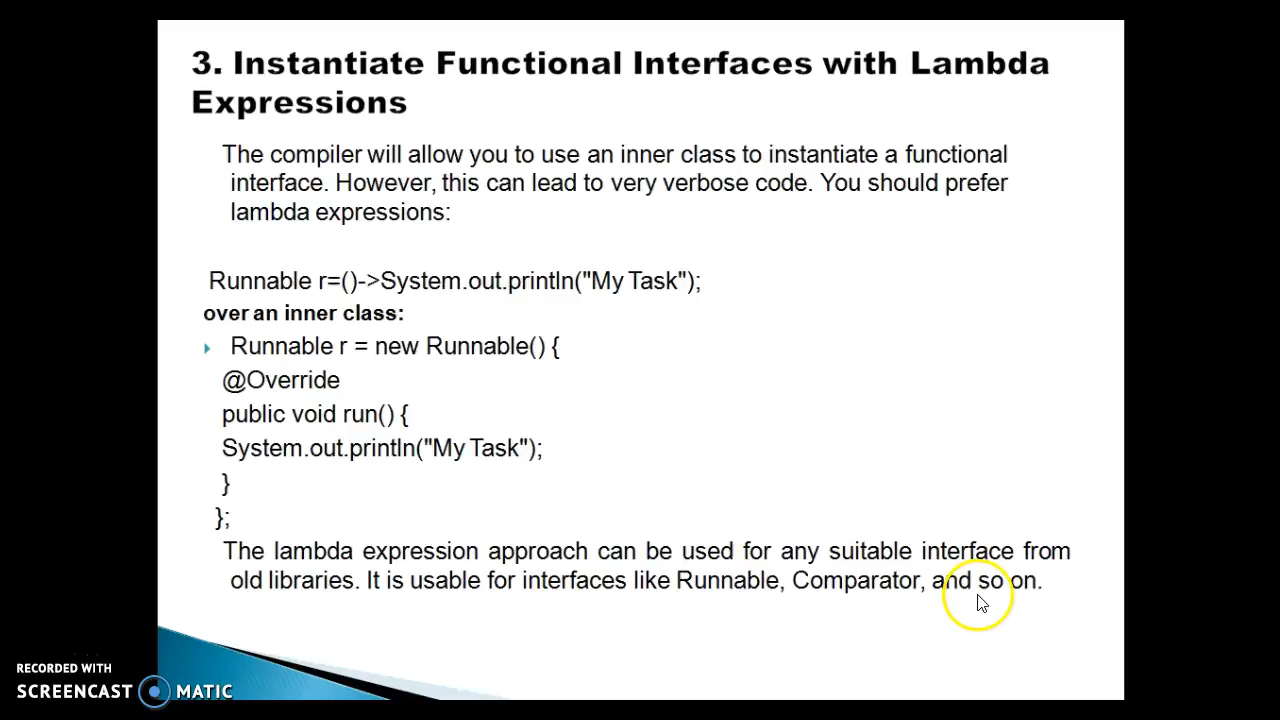 3. Instantiate Functional Interfaces with Lambda
Expressions
The compiler will allow you to use an inner class to instantiate a functional
interface. However, this can lead to very verbose code. You should prefer
lambda expressions:
Runnable r=()->System.out.println("My Task");
over an inner class:
Runnable r = new Runnable() {
@Override
public void run() {
System.out.println("My Task");
}
};
The lambda expression approach can be used for any suitable interface from
old libraries. It is usable for interfaces like Runnable, Comparator, and so on.
RECORDED WITH
SCREENCAST MATIC